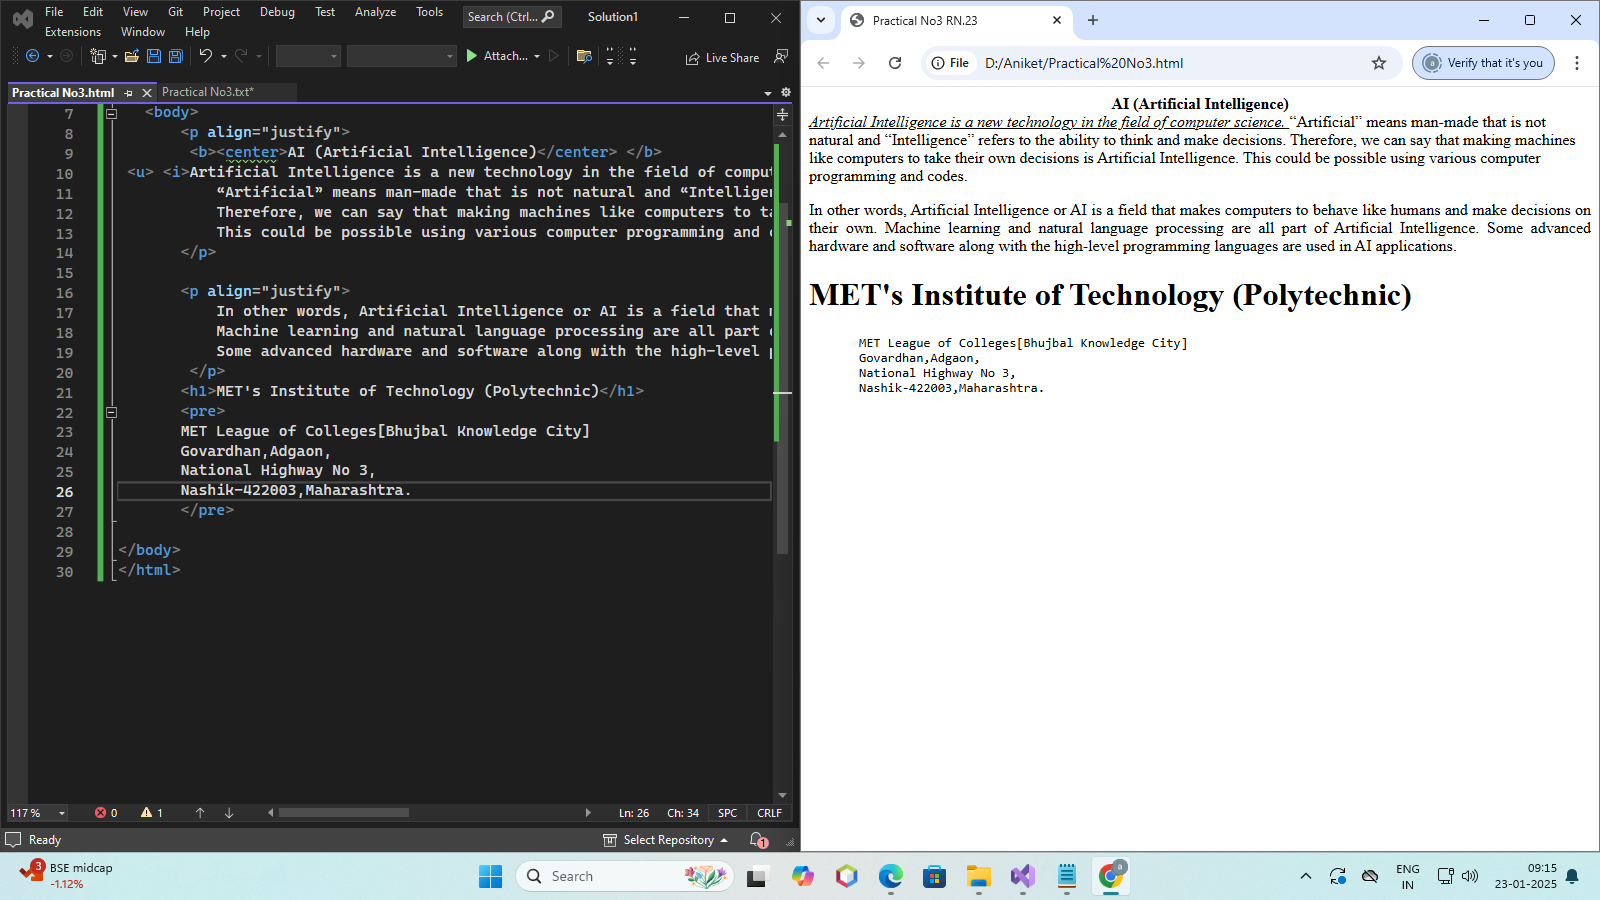 File Edit View Git Project Debug Test Analyze Tools Search (Ctrl... Solution1
Extensions Window Help
Attach... Live Share
Practical No3.html Practical No3.txt*
7 <body>
8 <p align="justify">
9 <b><center>AI (Artificial Intelligence)</center> </b>
10 <u> <i>Artificial Intelligence is a new technology in the field of comput
11 “Artificial” means man-made that is not natural and “Intelligen
12 Therefore, we can say that making machines like computers to ta
13 This could be possible using various computer programming and c
14 </p>
15
16 <p align="justify">
17 In other words, Artificial Intelligence or AI is a field that m
18 Machine learning and natural language processing are all part o
19 Some advanced hardware and software along with the high-level p
20 </p>
21 <h1>MET's Institute of Technology (Polytechnic)</h1>
22 <pre>
23 MET League of Colleges[Bhujbal Knowledge City]
24 Govardhan,Adgaon,
25 National Highway No 3,
26 Nashik-422003,Maharashtra.
27 </pre>
28
29 </body>
30 </html>
117 % 0 1 Ln: 26 Ch: 34 SPC CRLF
Ready Select Repository 1
Practical No3 RN.23
File D:/Aniket/Practical%20No3.html a Verify that it's you
AI (Artificial Intelligence)
Artificial Intelligence is a new technology in the field of computer science. “Artificial” means man-made that is not
natural and “Intelligence” refers to the ability to think and make decisions. Therefore, we can say that making machines
like computers to take their own decisions is Artificial Intelligence. This could be possible using various computer
programming and codes.
In other words, Artificial Intelligence or AI is a field that makes computers to behave like humans and make decisions on
their own. Machine learning and natural language processing are all part of Artificial Intelligence. Some advanced
hardware and software along with the high-level programming languages are used in AI applications.
MET's Institute of Technology (Polytechnic)
MET League of Colleges[Bhujbal Knowledge City]
Govardhan,Adgaon,
National Highway No 3,
Nashik-422003,Maharashtra.
3 BSE midcap
-1.12%
Search
a
ENG
IN
09:15
23-01-2025